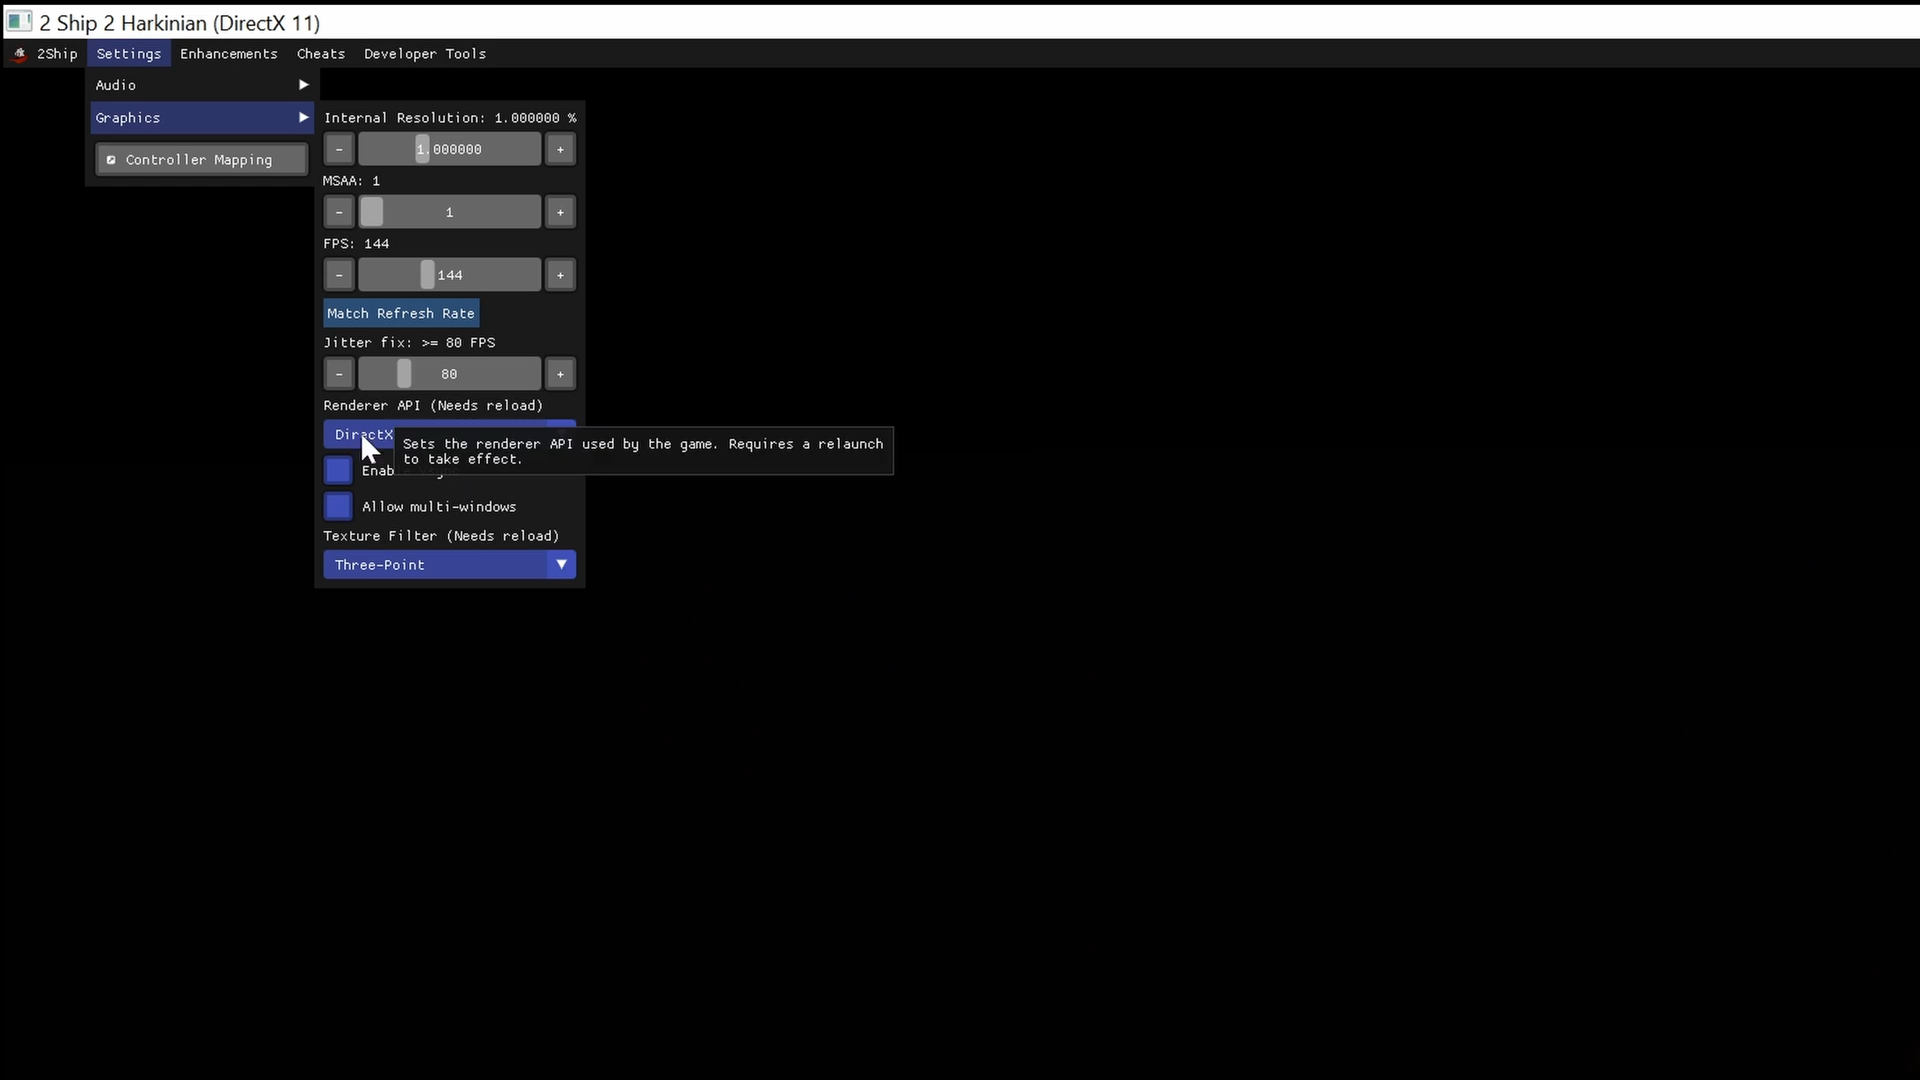 2 Ship 2 Harkinian (DirectX 11)
2Ship Settings Enhancements Cheats Developer Tools
Audio
Graphics
Controller Mapping
Internal Resolution: 1.000000 %
- 1.000000 +
MSAA: 1
- 1 +
FPS: 144
- 144 +
Match Refresh Rate
Jitter fix: >= 80 FPS
- 80 +
Renderer API (Needs reload)
DirectX
Sets the renderer API used by the game. Requires a relaunch
to take effect.
Allow multi-windows
Texture Filter (Needs reload)
Three-Point